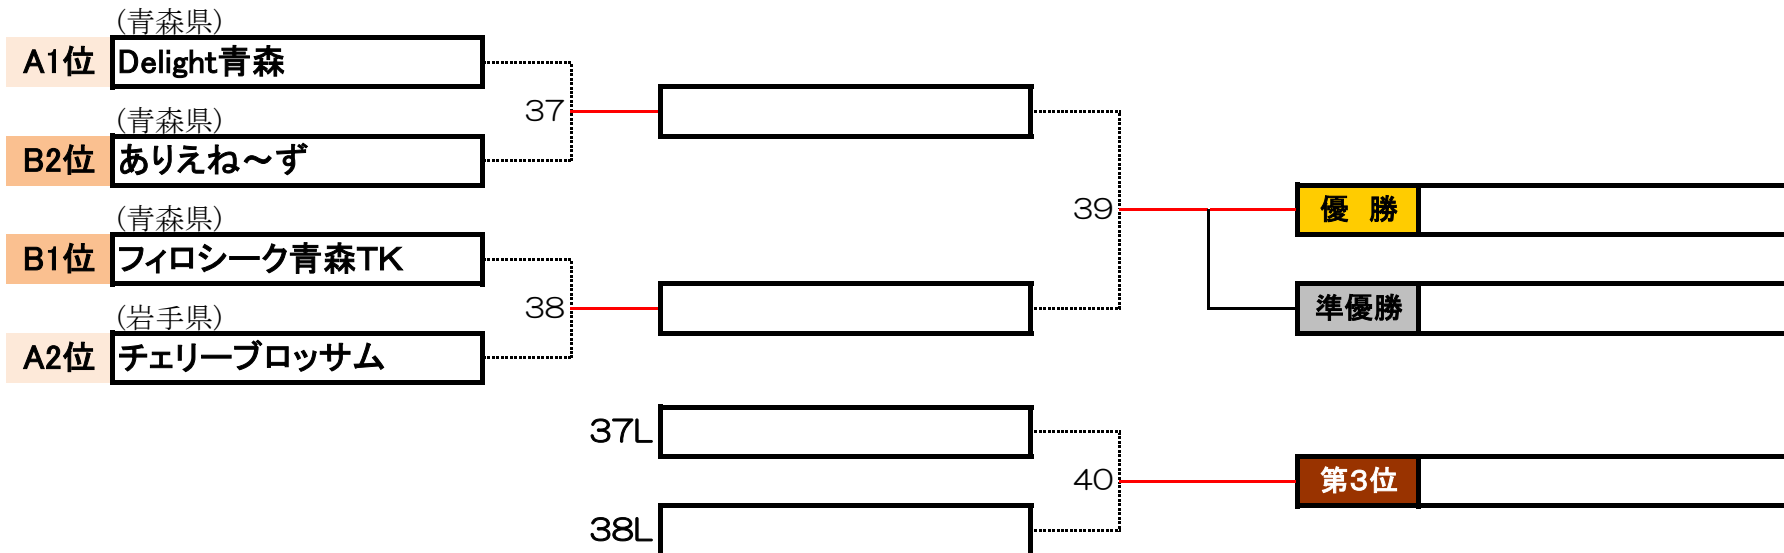 (青森県)
A1位 Delight青森
37
(青森県)
B2位 ありえね～ず
39
優 勝
(青森県)
B1位 フィロシーク青森TK
38
準優勝
(岩手県)
A2位 チェリーブロッサム
37L
40
第3位
38L